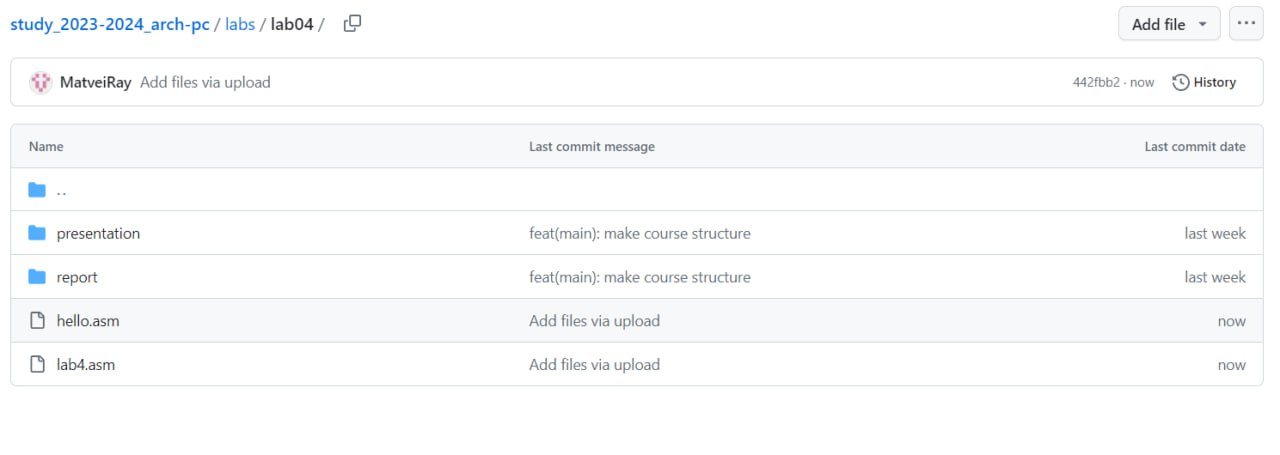 study_2023-2024_arch-pc / labs / lab04 / Add file ...
MatveiRay Add files via upload 442fbb2 · now History
Name Last commit message Last commit date
..
presentation feat(main): make course structure last week
report feat(main): make course structure last week
hello.asm Add files via upload now
lab4.asm Add files via upload now